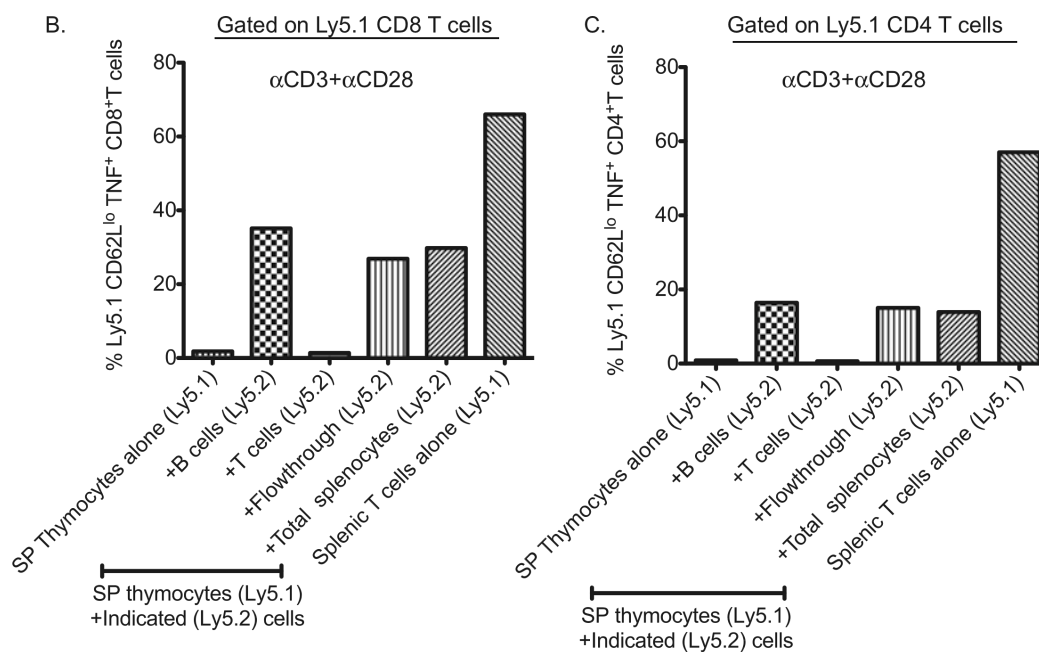 B.
Gated on Ly5.1 CD8 T cells
αCD3+αCD28
% Ly5.1 CD62Lˡᵒ TNF⁺ CD8⁺T cells
80
60
40
20
0
SP Thymocytes alone (Ly5.1)
+B cells (Ly5.2)
+T cells (Ly5.2)
+Flowthrough (Ly5.2)
+Total splenocytes (Ly5.2)
Splenic T cells alone (Ly5.1)
SP thymocytes (Ly5.1)
+Indicated (Ly5.2) cells
C.
Gated on Ly5.1 CD4 T cells
αCD3+αCD28
% Ly5.1 CD62Lˡᵒ TNF⁺ CD4⁺T cells
80
60
40
20
0
SP Thymocytes alone (Ly5.1)
+B cells (Ly5.2)
+T cells (Ly5.2)
+Flowthrough (Ly5.2)
+Total splenocytes (Ly5.2)
Splenic T cells alone (Ly5.1)
SP thymocytes (Ly5.1)
+Indicated (Ly5.2) cells